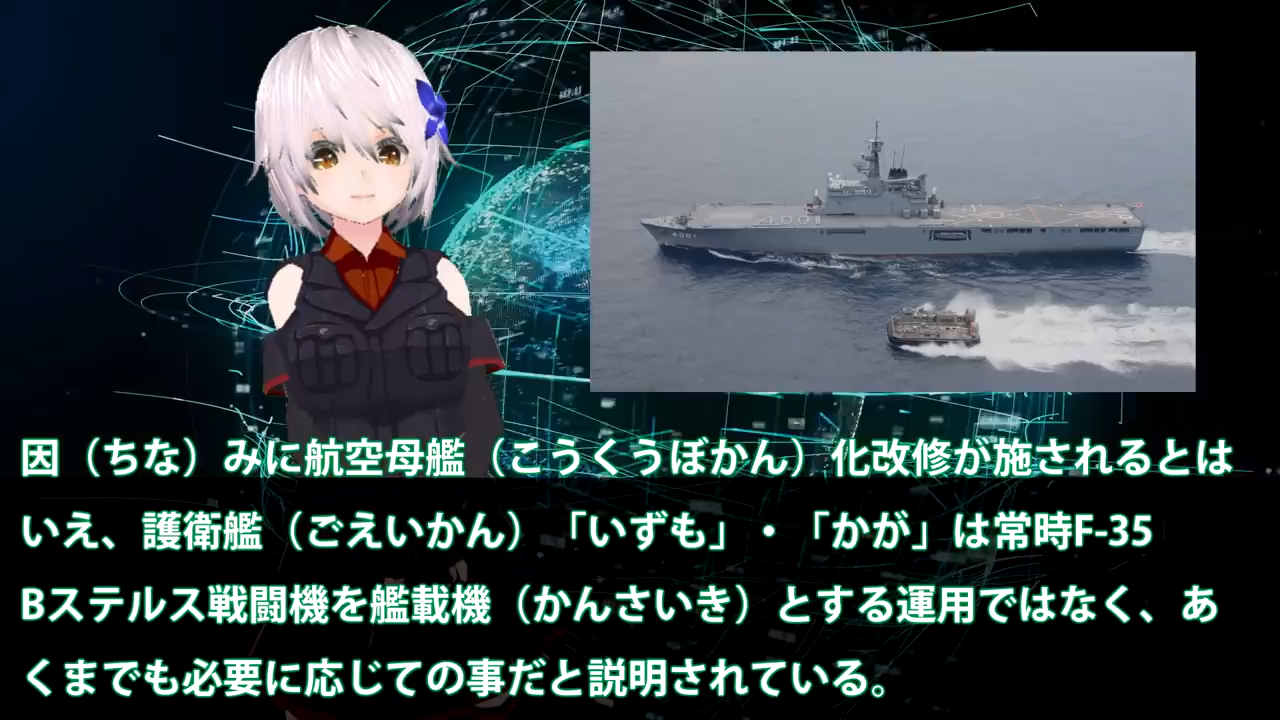 4001
4001
因（ちな）みに航空母艦（こうくうぼかん）化改修が施されるとは
いえ、護衛艦（ごえいかん）「いずも」・「かが」は常時F-35
Bステルス戦闘機を艦載機（かんさいき）とする運用ではなく、あ
くまでも必要に応じての事だと説明されている。